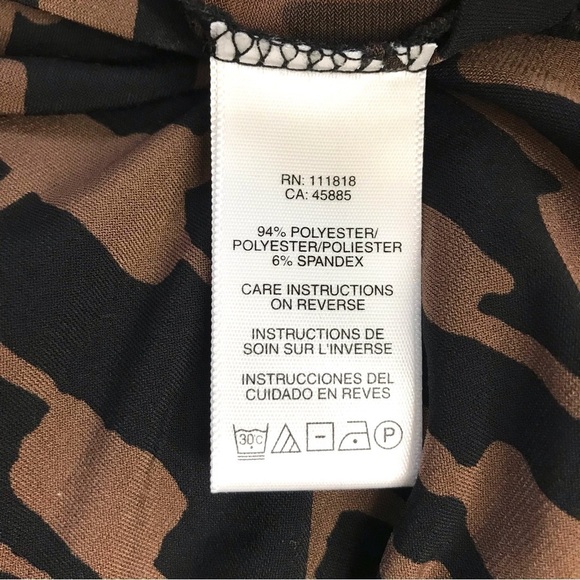 RN: 111818
CA: 45885
94% POLYESTER/
POLYESTER/POLIESTER
6% SPANDEX
CARE INSTRUCTIONS
ON REVERSE
INSTRUCTIONS DE
SOIN SUR L'INVERSE
INSTRUCCIONES DEL
CUIDADO EN REVES
30°C P